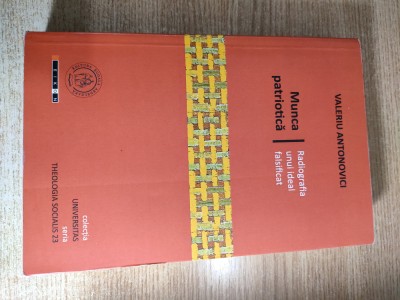 VALERIU ANTONOVICI
Munca
patriotică
Radiografia
unui ideal
falsificat
colecția
UNIVERSITAS
seria
THEOLOGIA SOCIALIS 23